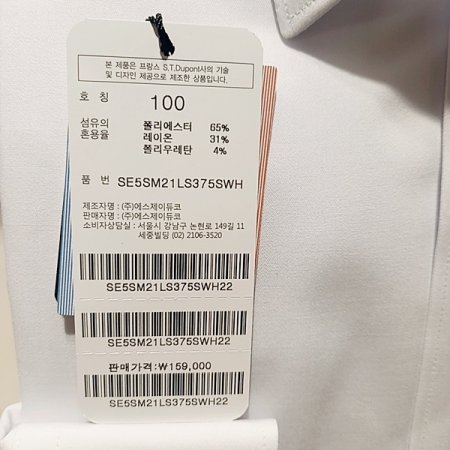 본 제품은 프랑스 S.T.Dupont사의 기술
및 디자인 제공으로 제조한 상품입니다.
호 칭 100
섬유의 폴리에스터 65%
혼용율 레이온 31%
폴리우레탄 4%
품 번 SE5SM21LS375SWH
제조자명 : (주)에스제이듀코
판매자명 : (주)에스제이듀코
소비자상담실 : 서울시 강남구 논현로 149길 11
세종빌딩 (02) 2106-3520
SE5SM21LS375SWH22
SE5SM21LS375SWH22
판매가격:₩159,000
SE5SM21LS375SWH22